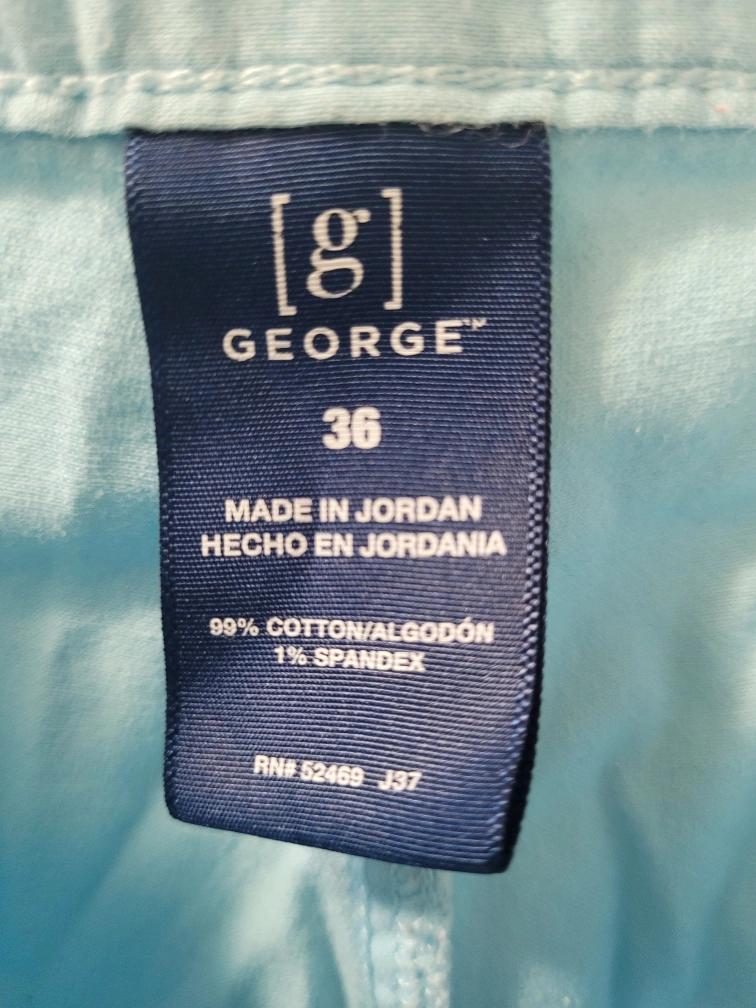 [g]
GEORGE™
36
MADE IN JORDAN
HECHO EN JORDANIA
99% COTTON/ALGODÓN
1% SPANDEX
RN# 52469 J37